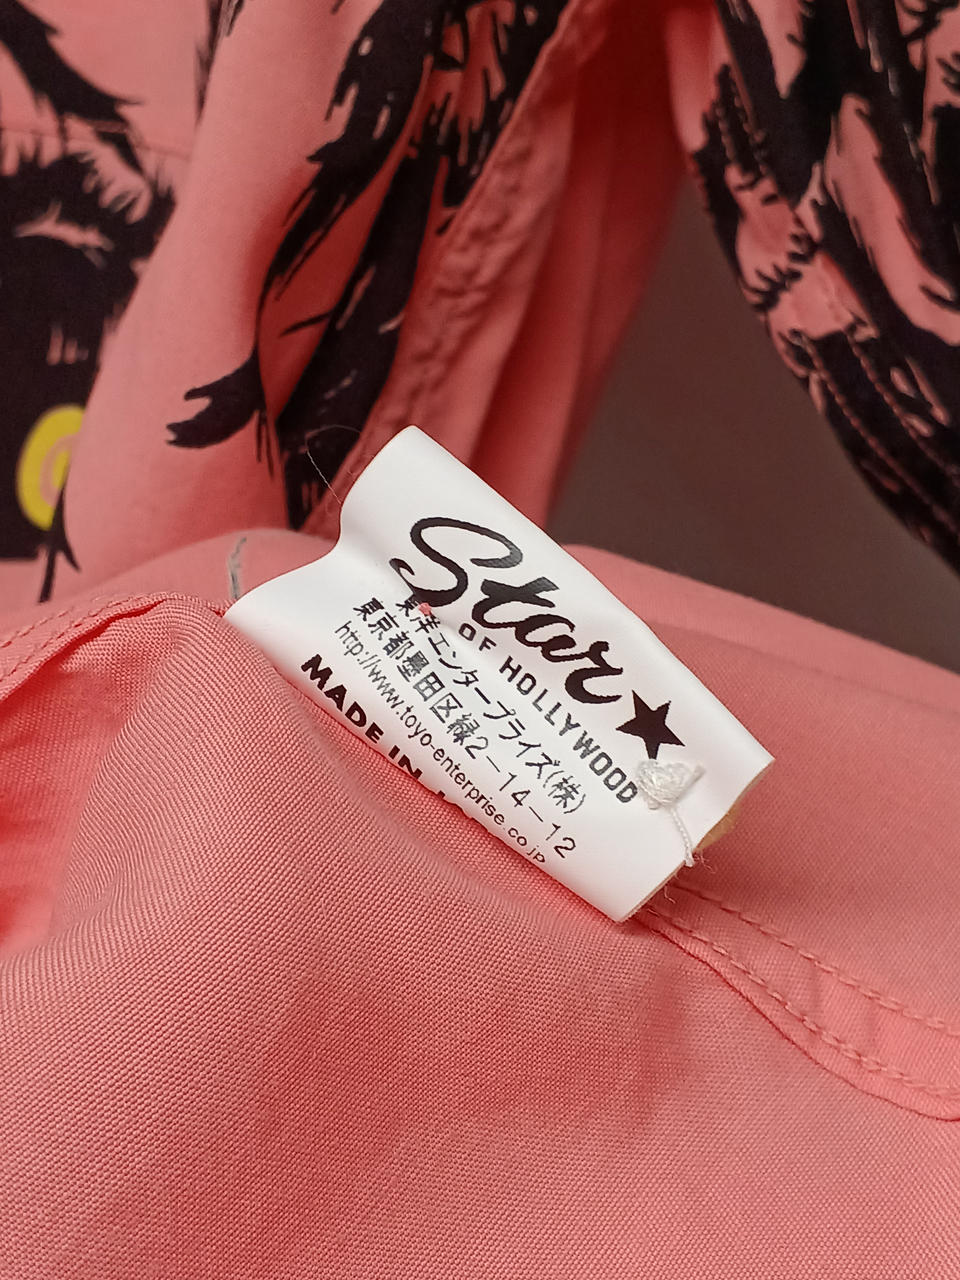 Star
OF HOLLYWOOD
東洋エンタープライズ(株)
東京都墨田区緑2-14-12
http://www.toyo-enterprise.co.jp
MADE IN